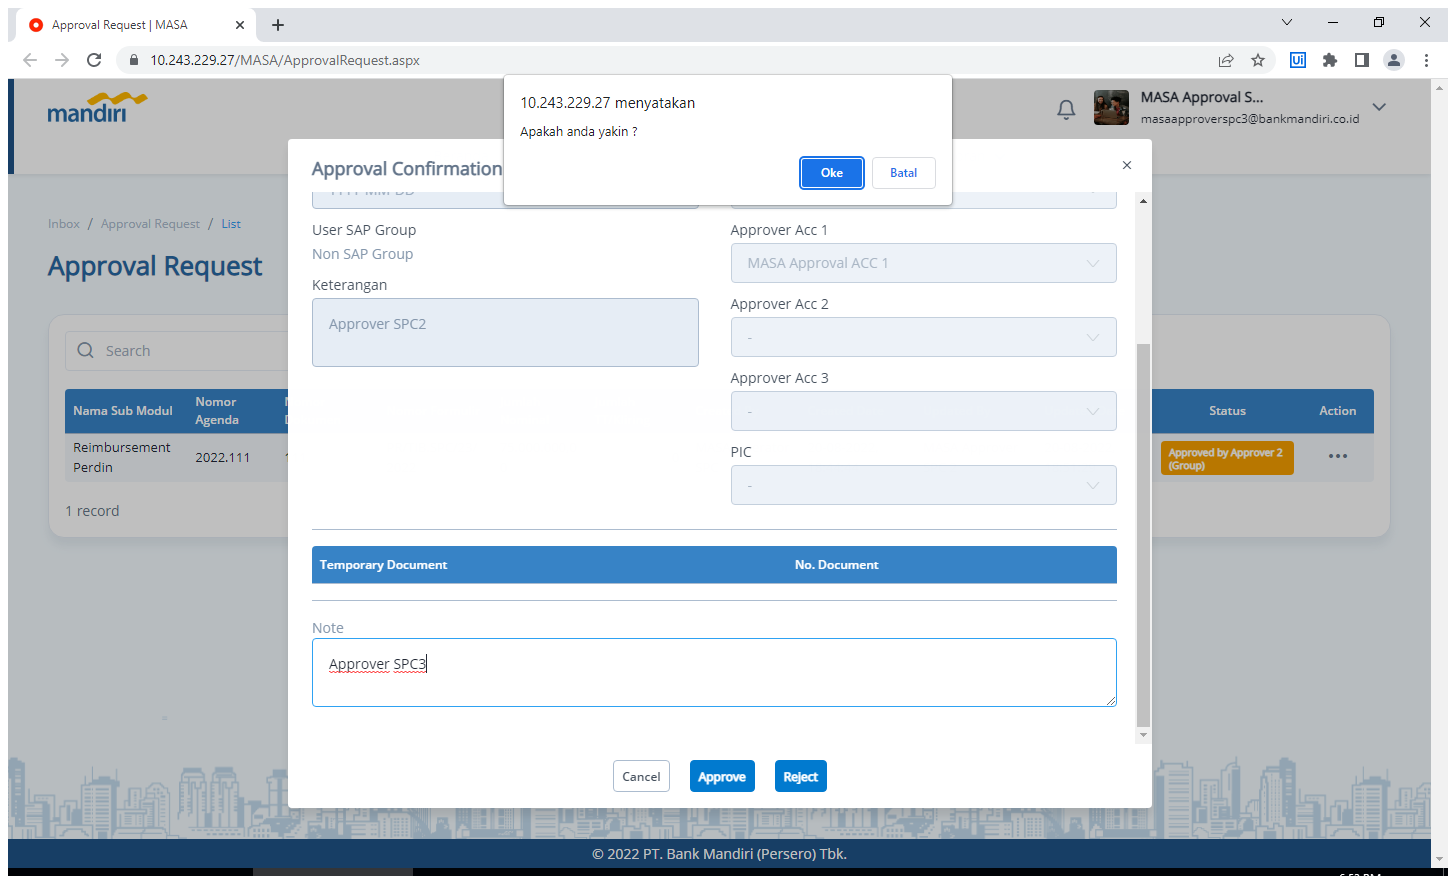 Approval Request | MASA
10.243.229.27/MASA/ApprovalRequest.aspx
Ui
10.243.229.27 menyatakan
Apakah anda yakin ?
Oke
Batal
mandiri
MASA Approval S...
masaapproverspc3@bankmandiri.co.id
Inbox / Approval Request / List
Approval Request
Search
Nama Sub Modul
Nomor Agenda
Status
Action
Reimbursement Perdin
2022.111
Approved by Approver 2 (Group)
1 record
Approval Confirmation
YYYY-MM-DD
User SAP Group
Non SAP Group
Keterangan
Approver SPC2
Approver Acc 1
MASA Approval ACC 1
Approver Acc 2
-
Approver Acc 3
-
PIC
-
Temporary Document
No. Document
Note
Approver SPC3
Cancel
Approve
Reject
© 2022 PT. Bank Mandiri (Persero) Tbk.